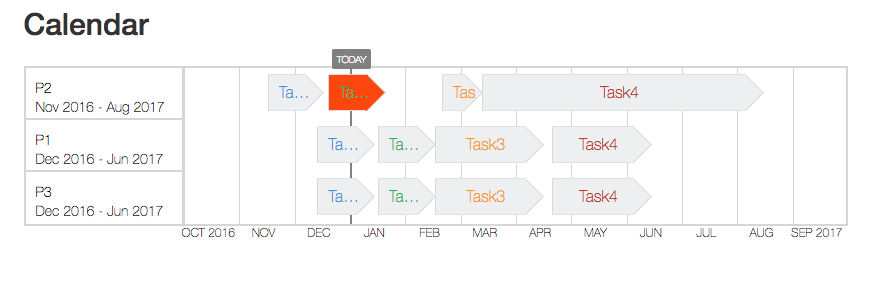 Calendar
TODAY
P2
Nov 2016 - Aug 2017
Ta... Ta... Tas Task4
P1
Dec 2016 - Jun 2017
Ta... Ta... Task3 Task4
P3
Dec 2016 - Jun 2017
Ta... Ta... Task3 Task4
OCT 2016 NOV DEC JAN FEB MAR APR MAY JUN JUL AUG SEP 2017